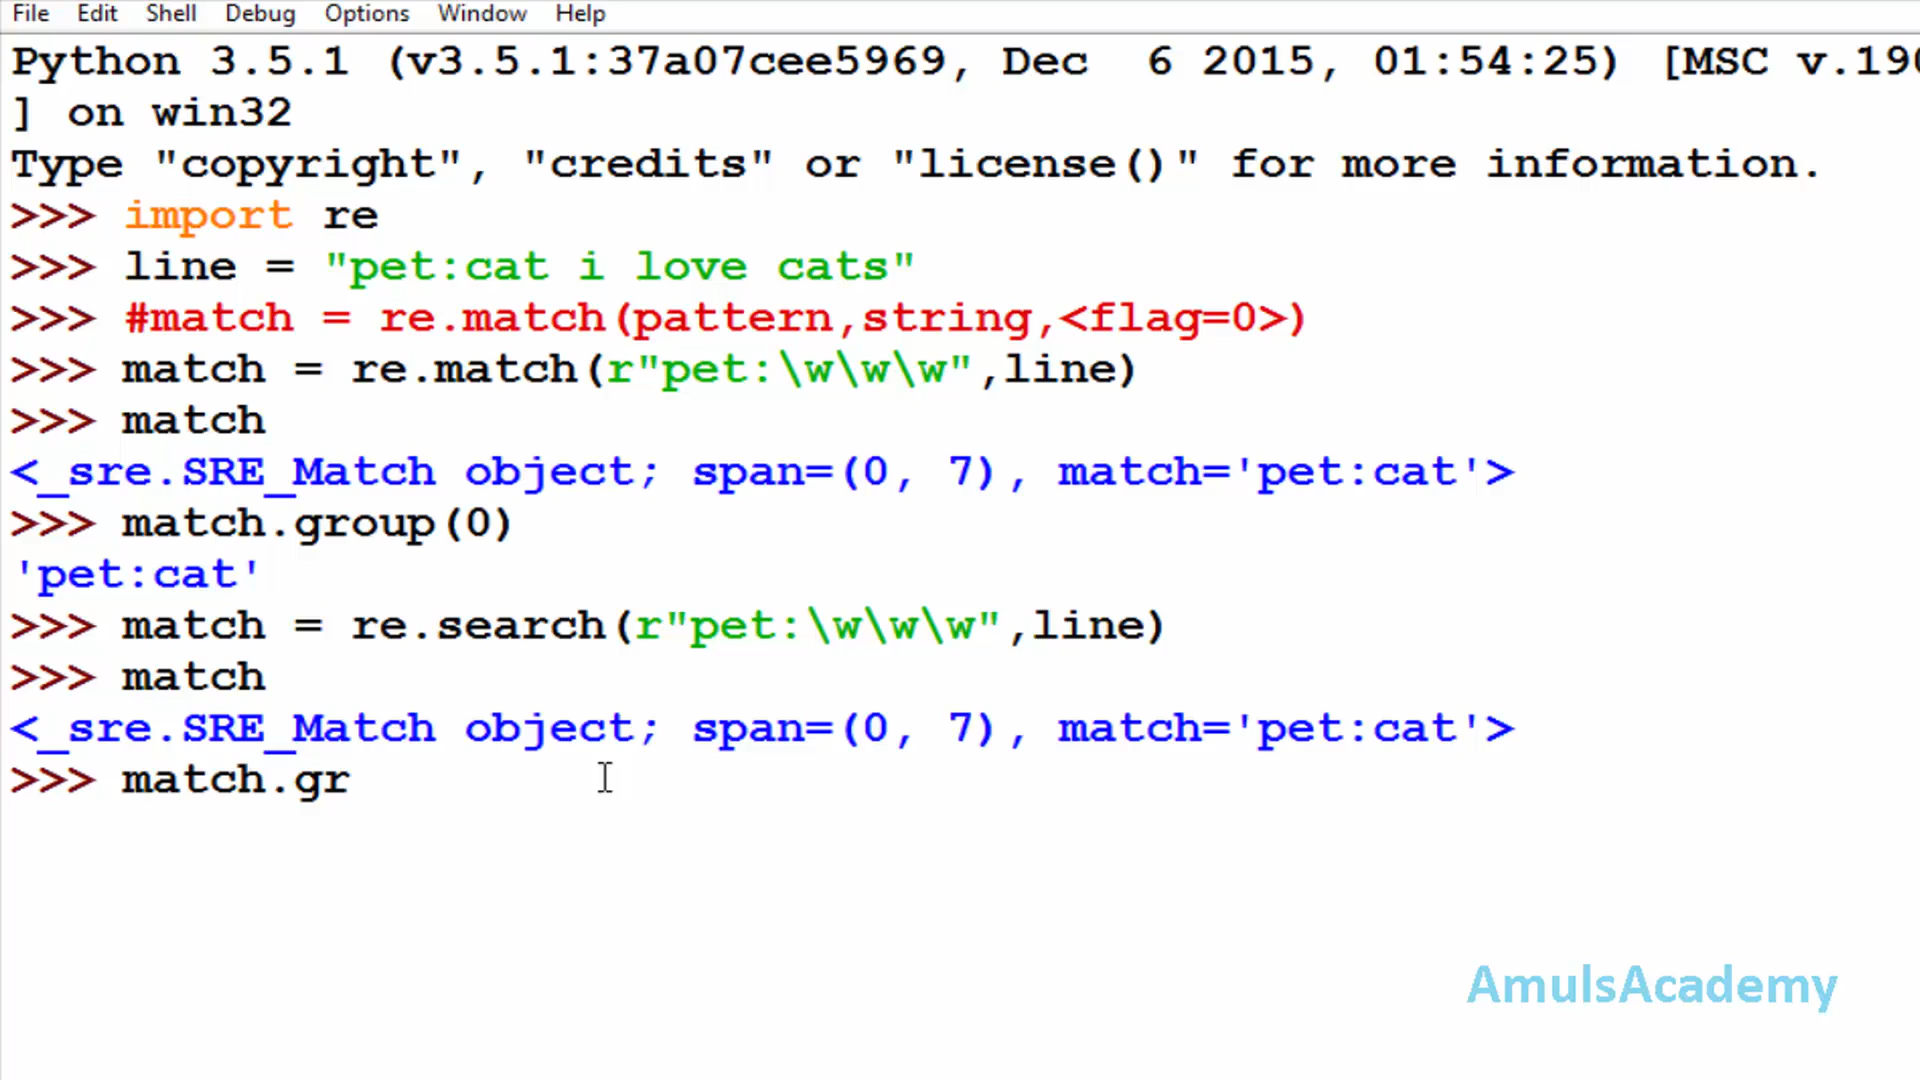 File Edit Shell Debug Options Window Help
Python 3.5.1 (v3.5.1:37a07cee5969, Dec  6 2015, 01:54:25) [MSC v.190
] on win32
Type "copyright", "credits" or "license()" for more information.
>>> import re
>>> line = "pet:cat i love cats"
>>> #match = re.match(pattern,string,<flag=0>)
>>> match = re.match(r"pet:\w\w\w",line)
>>> match
<_sre.SRE_Match object; span=(0, 7), match='pet:cat'>
>>> match.group(0)
'pet:cat'
>>> match = re.search(r"pet:\w\w\w",line)
>>> match
<_sre.SRE_Match object; span=(0, 7), match='pet:cat'>
>>> match.gr
AmulsAcademy